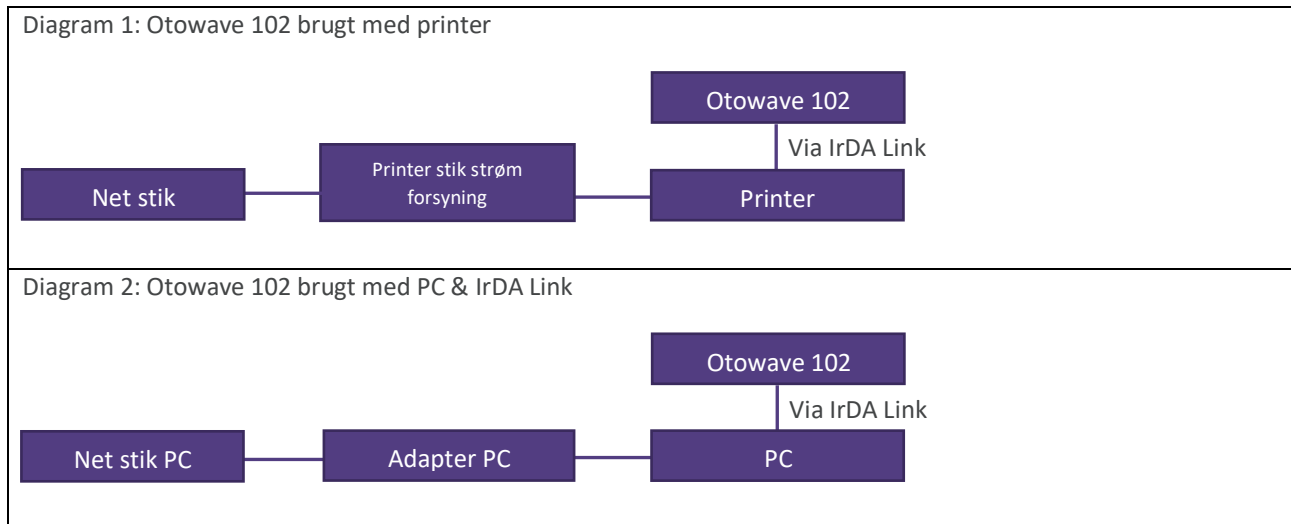 Diagram 1: Otowave 102 brugt med printer
Otowave 102
Via IrDA Link
Net stik
Printer stik strøm
forsyning
Printer
Diagram 2: Otowave 102 brugt med PC & IrDA Link
Otowave 102
Via IrDA Link
Net stik PC
Adapter PC
PC